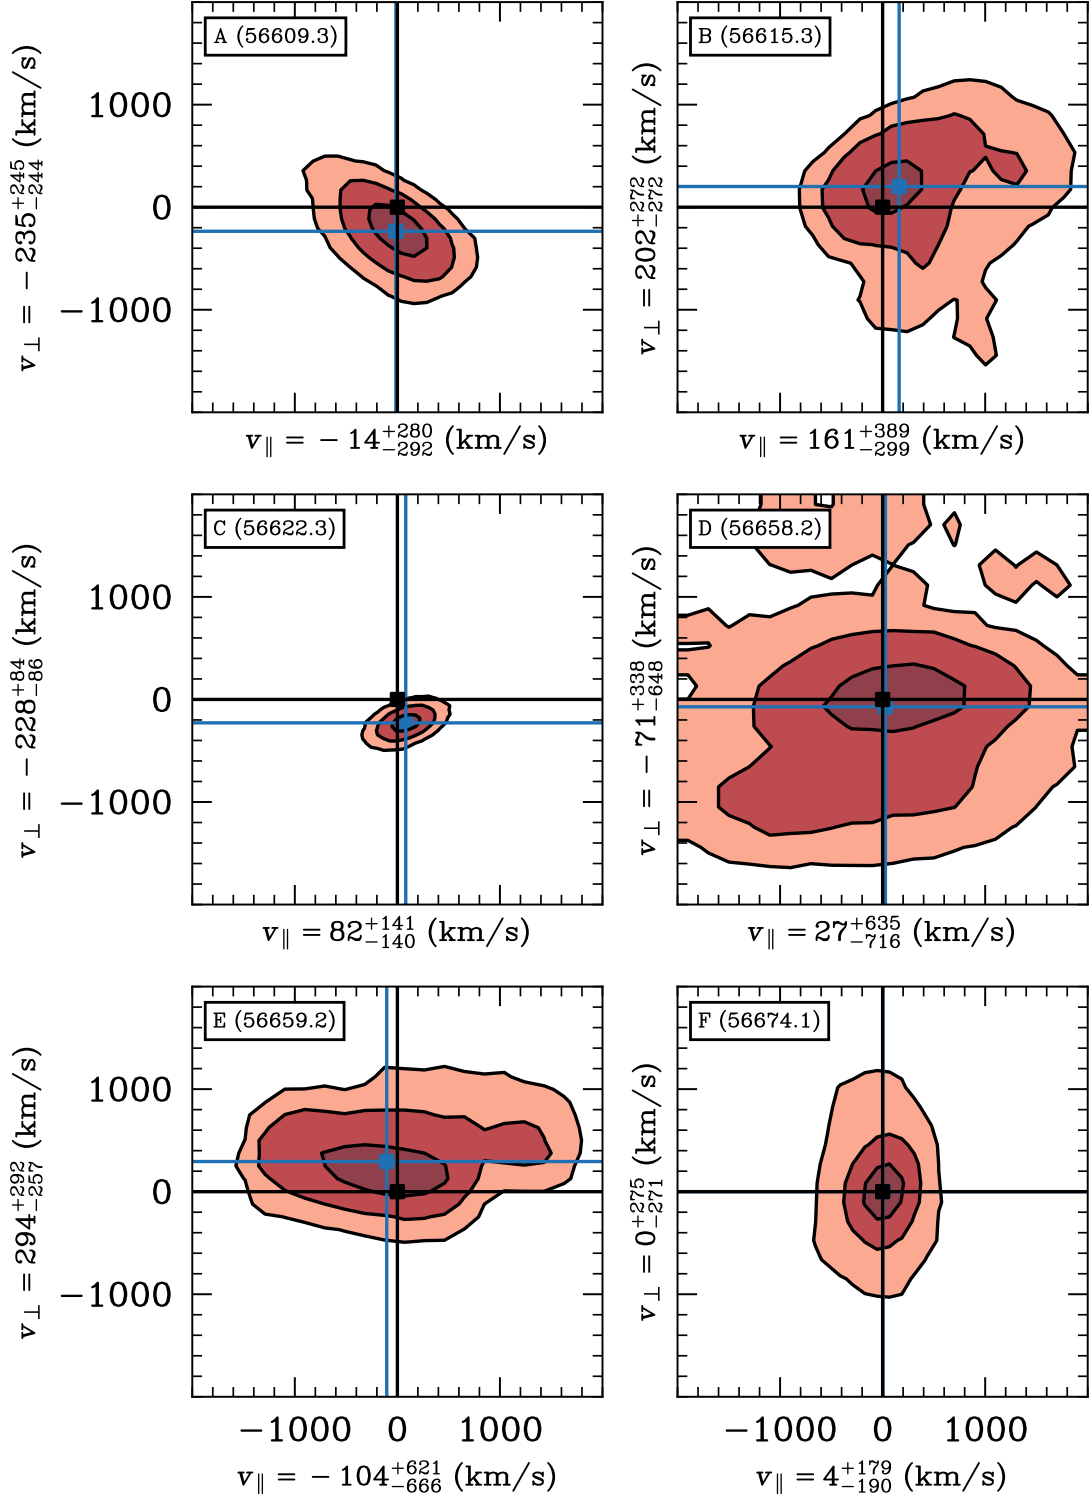 A (56609.3)
B (56615.3)
1000
0
−1000
v⊥ = −235 +245 −244 (km/s)
v⊥ = 202 +272 −272 (km/s)
v∥ = −14 +280 −292 (km/s)
v∥ = 161 +389 −299 (km/s)
C (56622.3)
D (56658.2)
1000
0
−1000
v⊥ = −228 +84 −86 (km/s)
v⊥ = −71 +338 −648 (km/s)
v∥ = 82 +141 −140 (km/s)
v∥ = 27 +635 −716 (km/s)
E (56659.2)
F (56674.1)
1000
0
−1000
v⊥ = 294 +292 −257 (km/s)
v⊥ = 0 +275 −271 (km/s)
−1000 0 1000
−1000 0 1000
v∥ = −104 +621 −666 (km/s)
v∥ = 4 +179 −190 (km/s)